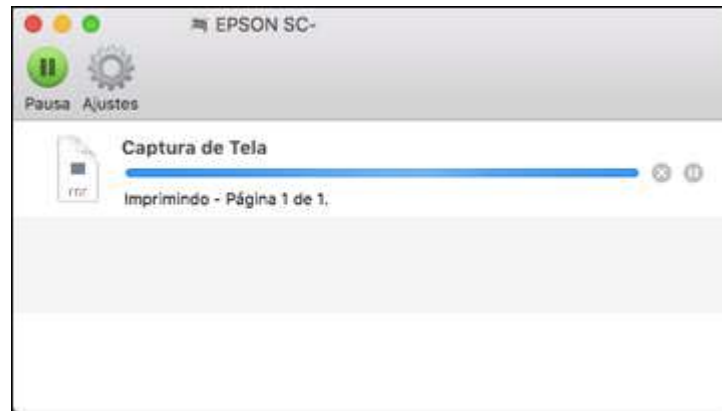 EPSON SC-
Pausa Ajustes
Captura de Tela
Imprimindo - Página 1 de 1.